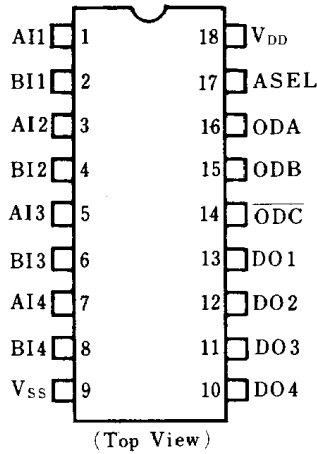 AI1 1 18 VDD
BI1 2 17 ASEL
AI2 3 16 ODA
BI2 4 15 ODB
AI3 5 14 ODC
BI3 6 13 DO1
AI4 7 12 DO2
BI4 8 11 DO3
VSS 9 10 DO4
(Top View)